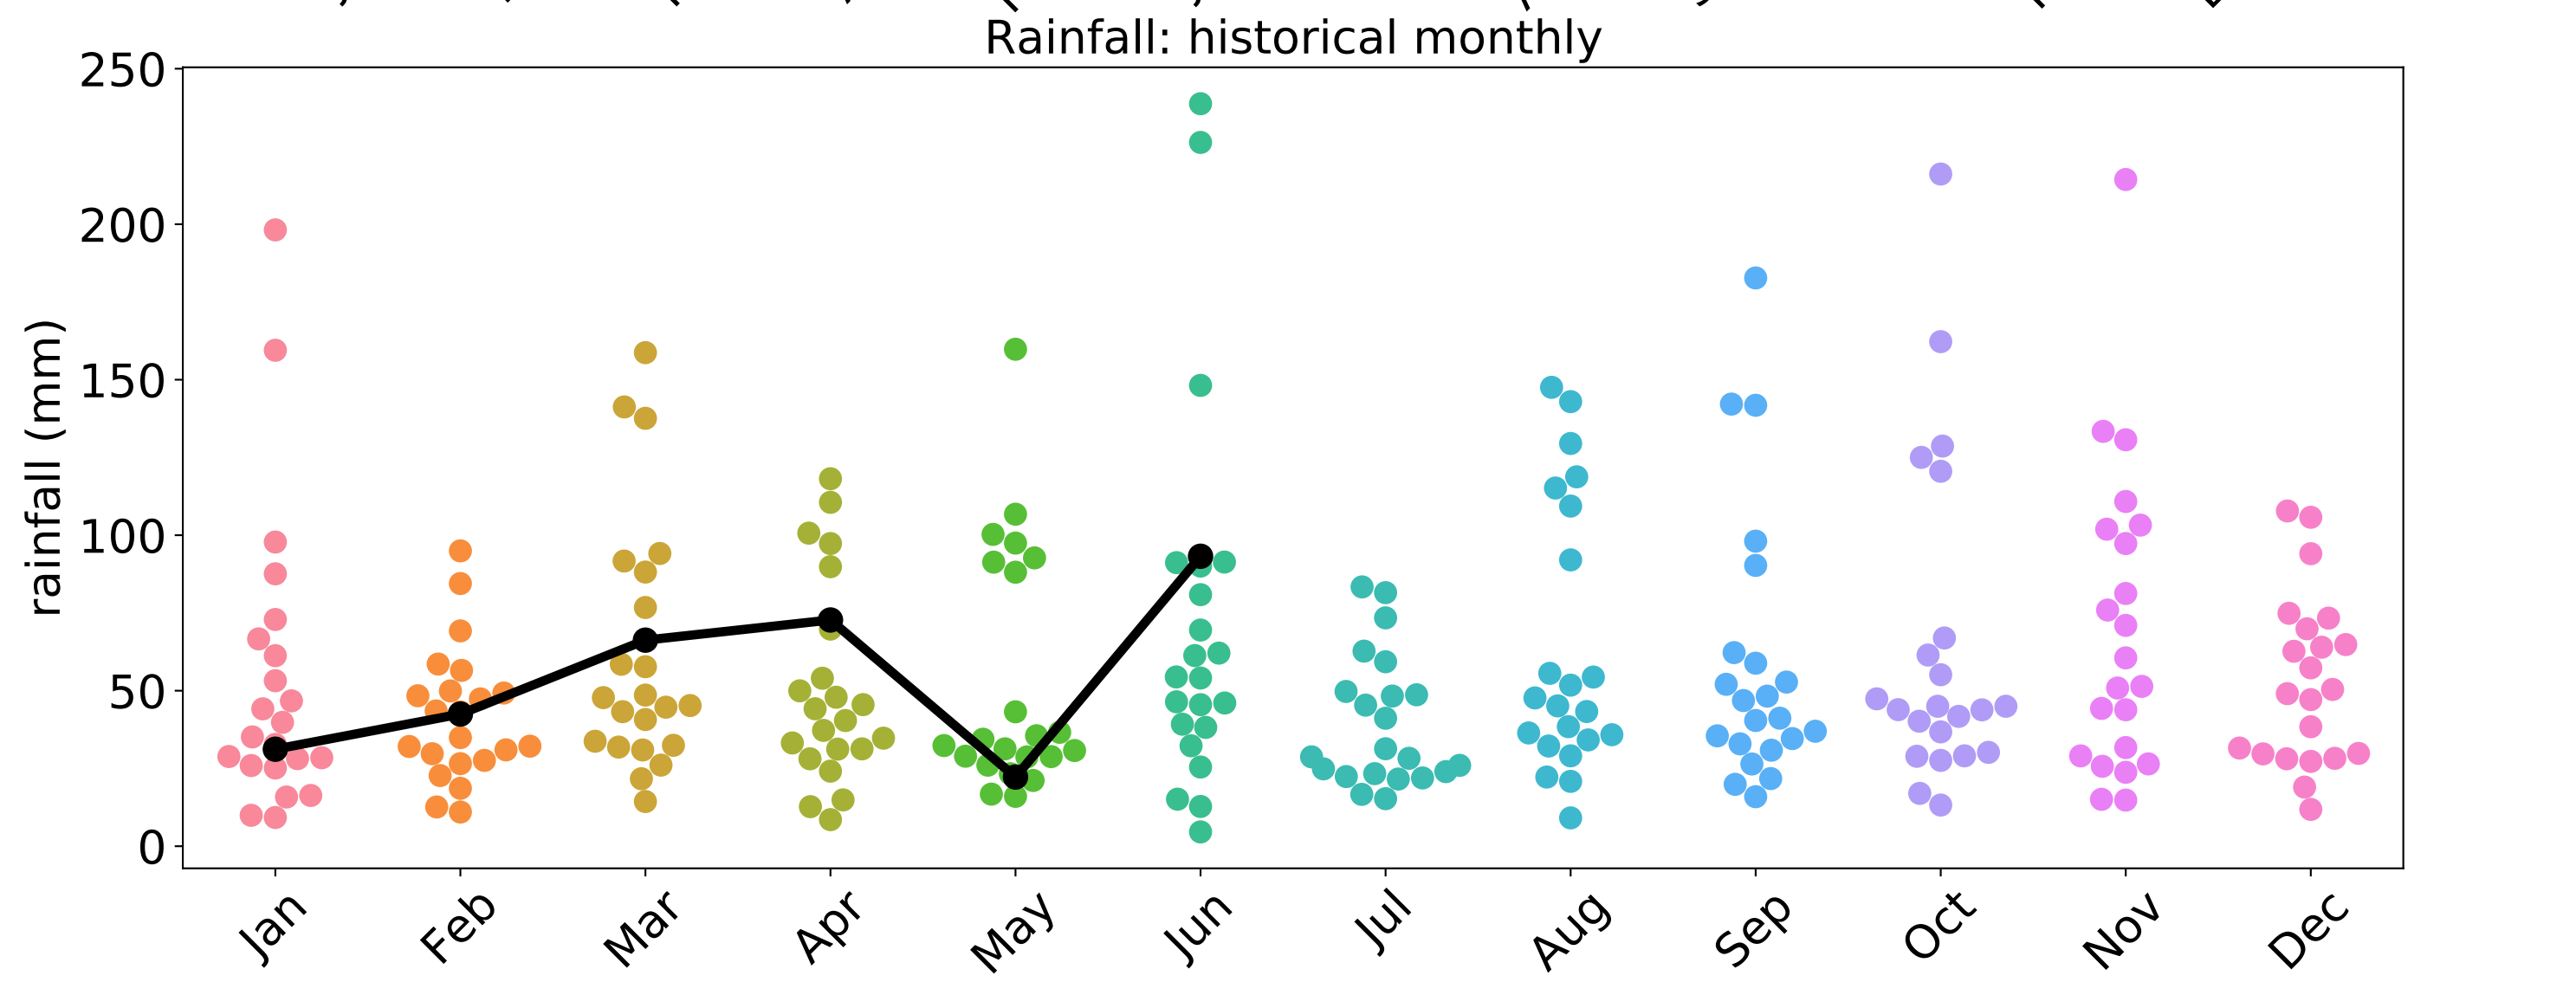 Rainfall: historical monthly
250
200
150
100
50
0
rainfall (mm)
Jan
Feb
Mar
Apr
May
Jun
Jul
Aug
Sep
Oct
Nov
Dec